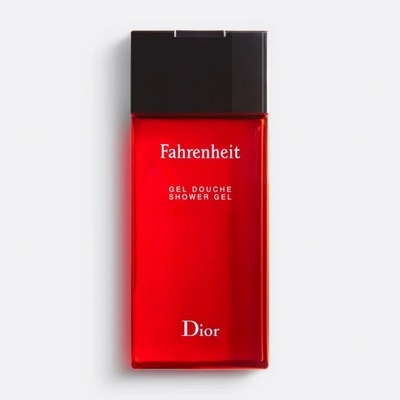 Fahrenheit
GEL DOUCHE
SHOWER GEL
Dior